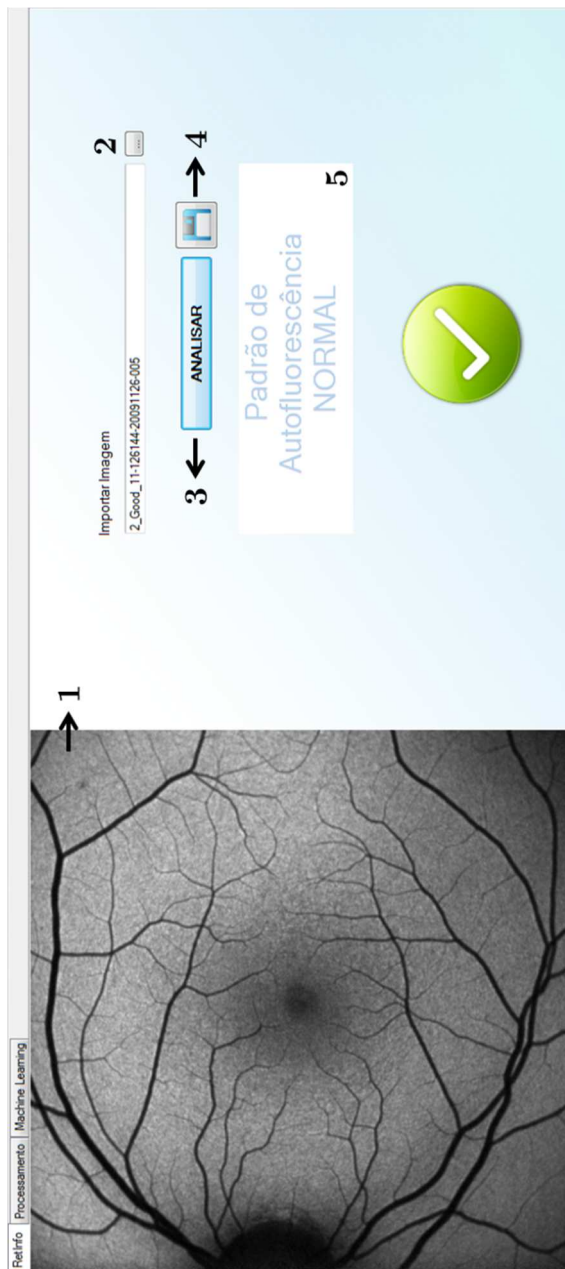 RetInfo
Processamento
Machine Learning
1
Importar Imagem
2_Good_11-126144-20091126-005
....
2
3
ANALISAR
4
Padrão de
Autofluorescência
NORMAL
5